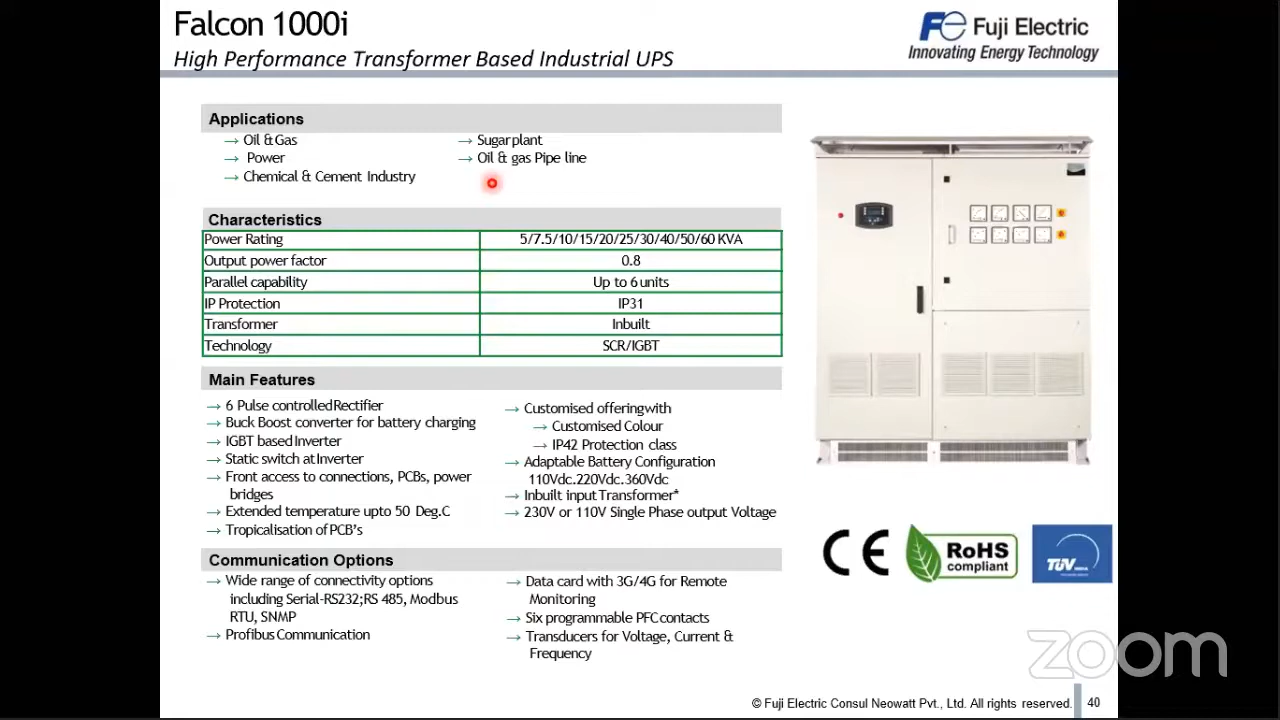 Falcon 1000i
High Performance Transformer Based Industrial UPS
Fe Fuji Electric
Innovating Energy Technology
Applications
→ Oil & Gas
→ Power
→ Chemical & Cement Industry
→ Sugar plant
→ Oil & gas Pipe line
Characteristics
Power Rating 5/7.5/10/15/20/25/30/40/50/60 KVA
Output power factor 0.8
Parallel capability Up to 6 units
IP Protection IP31
Transformer Inbuilt
Technology SCR/IGBT
Main Features
→ 6 Pulse controlled Rectifier
→ Buck Boost converter for battery charging
→ IGBT based Inverter
→ Static switch at Inverter
→ Front access to connections, PCBs, power
bridges
→ Extended temperature upto 50 Deg.C
→ Tropicalisation of PCB's
→ Customised offering with
→ Customised Colour
→ IP42 Protection class
→ Adaptable Battery Configuration
110Vdc.220Vdc.360Vdc
→ Inbuilt input Transformer*
→ 230V or 110V Single Phase output Voltage
Communication Options
→ Wide range of connectivity options
including Serial-RS232;RS 485, Modbus
RTU, SNMP
→ Profibus Communication
→ Data card with 3G/4G for Remote
Monitoring
→ Six programmable PFC contacts
→ Transducers for Voltage, Current &
Frequency
CE
RoHS
compliant
TÜV
zoom
© Fuji Electric Consul Neowatt Pvt., Ltd. All rights reserved.
40